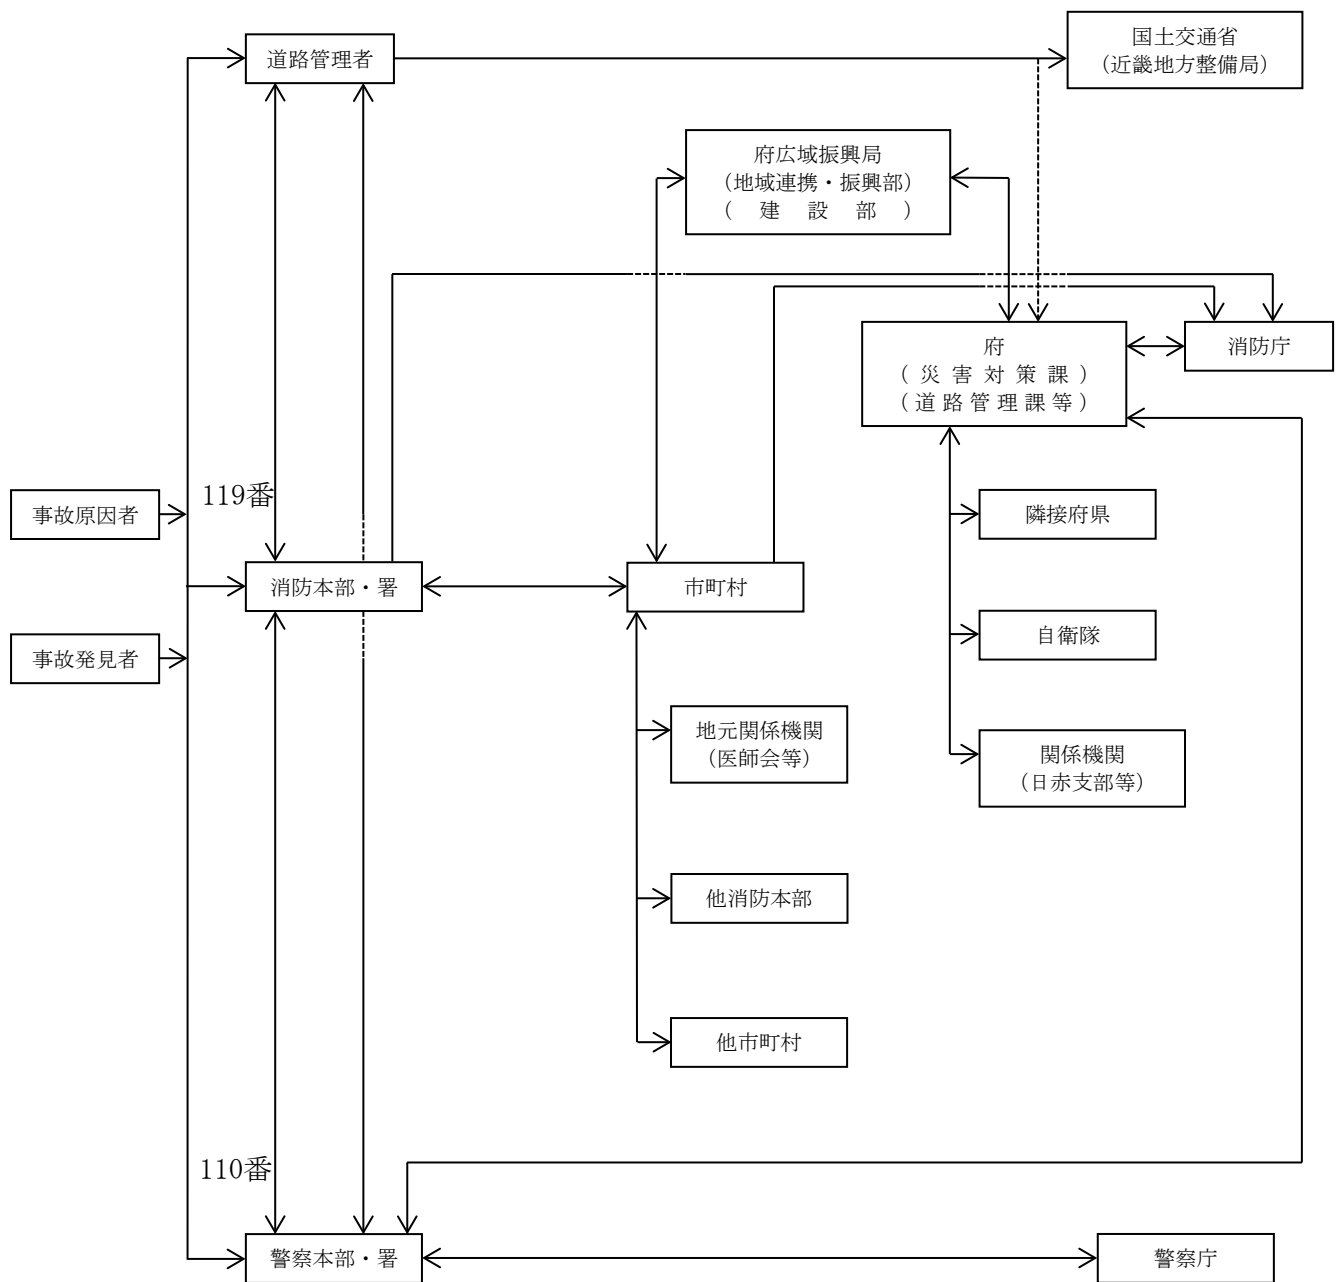 道路管理者
国土交通省
（近畿地方整備局）
府広域振興局
（地域連携・振興部）
（ 建 設 部 ）
府
（ 災 害 対 策 課 ）
（ 道 路 管 理 課 等 ）
消防庁
119番
事故原因者
隣接府県
消防本部・署
市町村
事故発見者
自衛隊
地元関係機関
（医師会等）
関係機関
（日赤支部等）
他消防本部
他市町村
110番
警察本部・署
警察庁